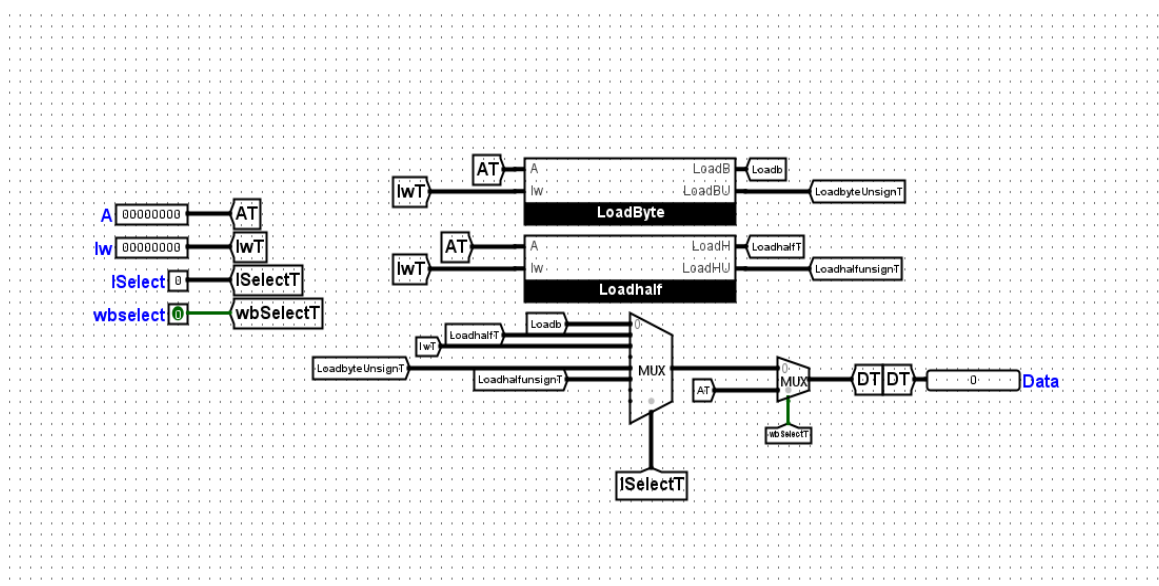 AT
A
LoadB
Loadb
lwT
lw
LoadBU
LoadbyteUnsignT
LoadByte
A
00000000
AT
lw
00000000
lwT
lSelect
0
lSelectT
wbselect
0
wbSelectT
AT
A
LoadH
LoadhalfT
lwT
lw
LoadHU
LoadhalfunsignT
Loadhalf
Loadb
0
LoadhalfT
lwT
LoadbyteUnsignT
LoadhalfunsignT
MUX
lSelectT
AT
0
MUX
wbSelectT
DT
DT
0
Data